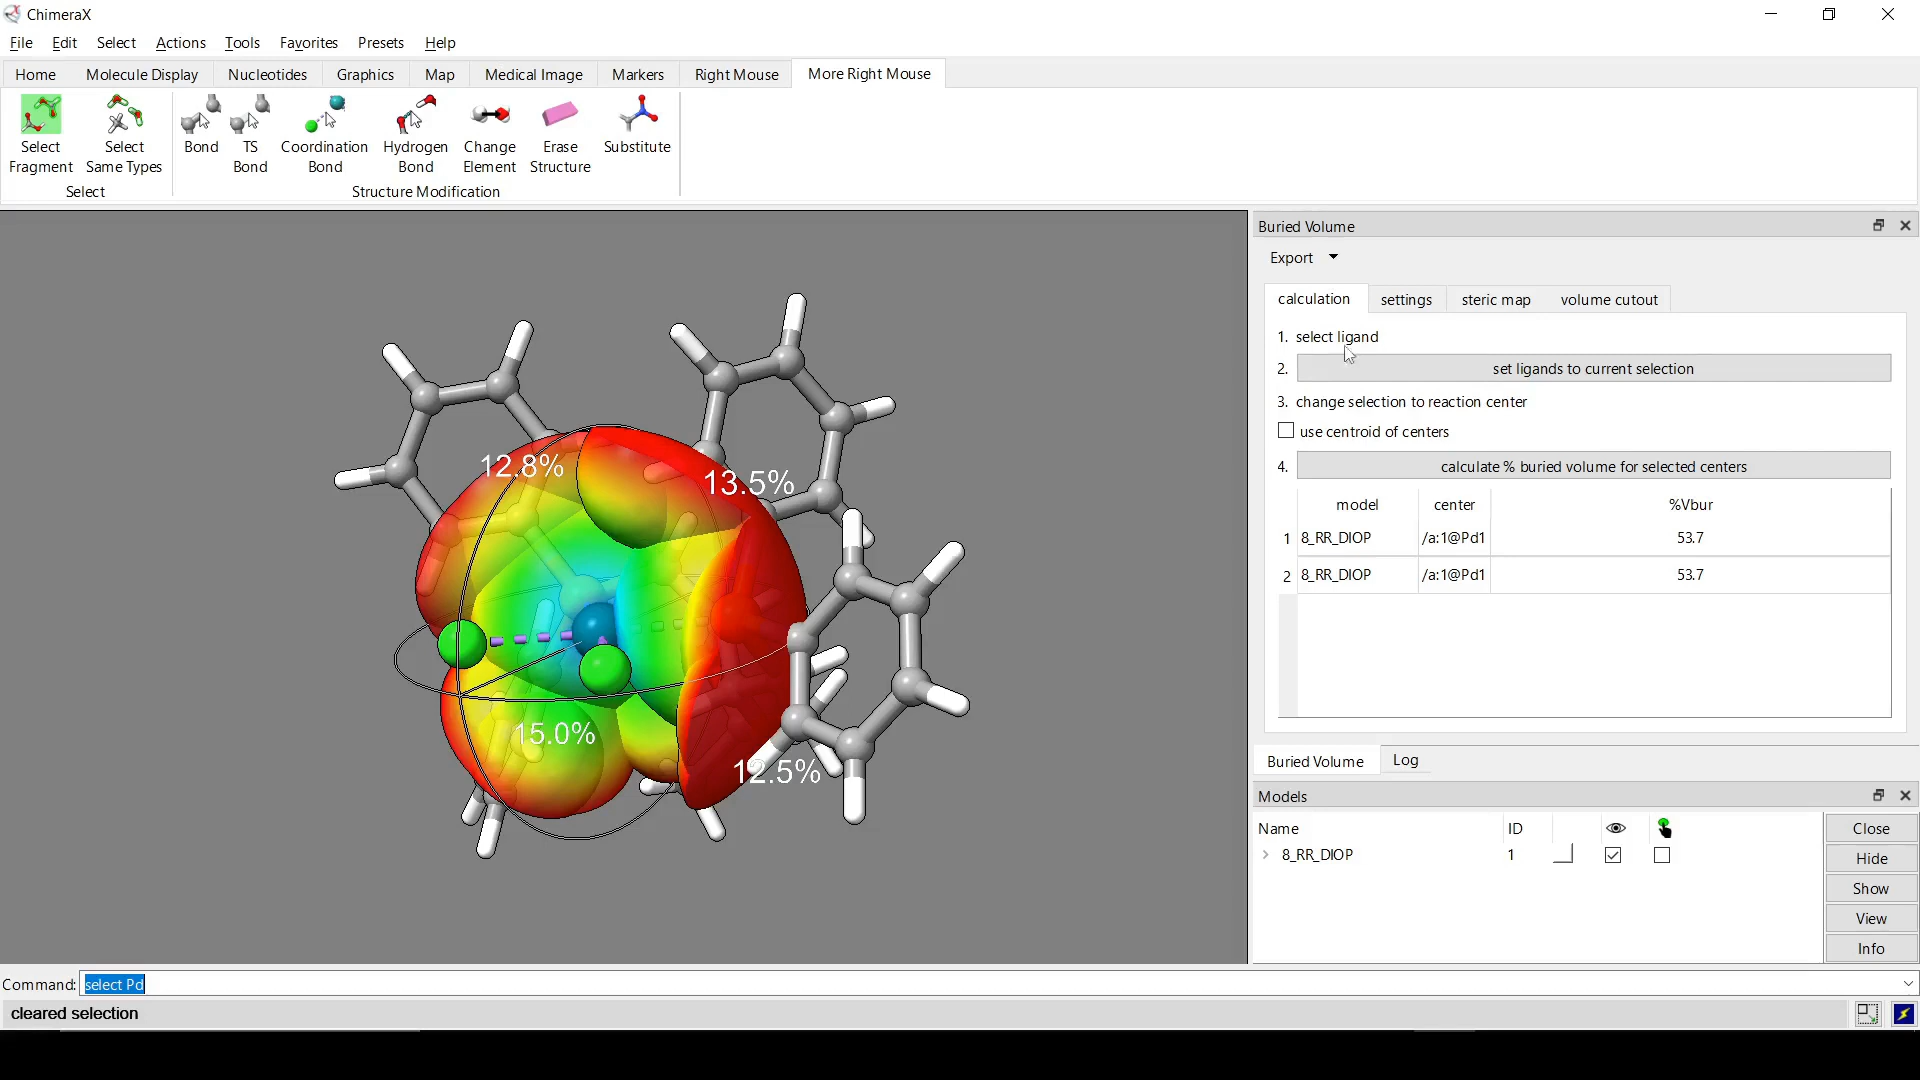 ChimeraX
File Edit Select Actions Tools Favorites Presets Help
Home Molecule Display Nucleotides Graphics Map Medical Image Markers Right Mouse More Right Mouse
Select Fragment
Select Same Types
Bond
TS Bond
Coordination Bond
Hydrogen Bond
Change Element
Erase Structure
Substitute
Select
Structure Modification
12.8%
13.5%
15.0%
12.5%
Buried Volume
Export
calculation settings steric map volume cutout
1. select ligand
2. set ligands to current selection
3. change selection to reaction center
use centroid of centers
4. calculate % buried volume for selected centers
model center %Vbur
1 8_RR_DIOP /a:1@Pd1 53.7
2 8_RR_DIOP /a:1@Pd1 53.7
Buried Volume Log
Models
Name ID
8_RR_DIOP 1
Close
Hide
Show
View
Info
Command: select Pd
cleared selection